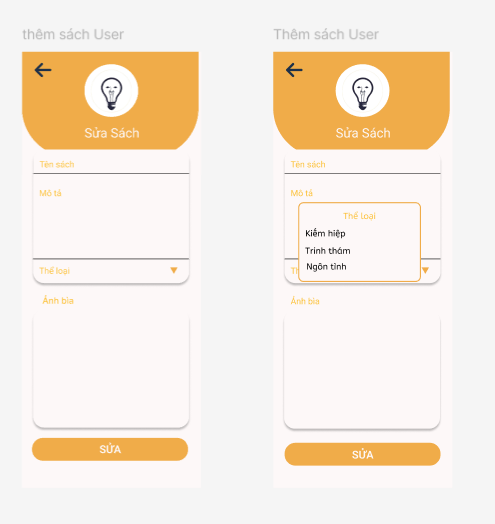 thêm sách User
Sửa Sách
Tên sách
Mô tả
Thể loại
Ảnh bìa
SỬA
Thêm sách User
Sửa Sách
Tên sách
Mô tả
Thể loại
Kiếm hiệp
Trinh thám
Ngôn tình
Th
Ảnh bìa
SỬA